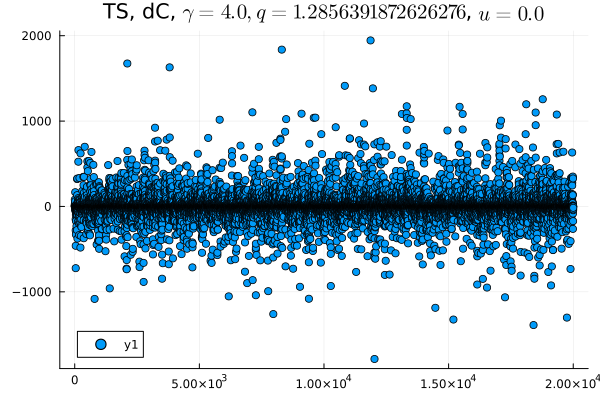 TS, dC, γ = 4.0, q = 1.2856391872626276, u = 0.0
2000
1000
0
−1000
y1
0 5.00×10³ 1.00×10⁴ 1.50×10⁴ 2.00×10⁴